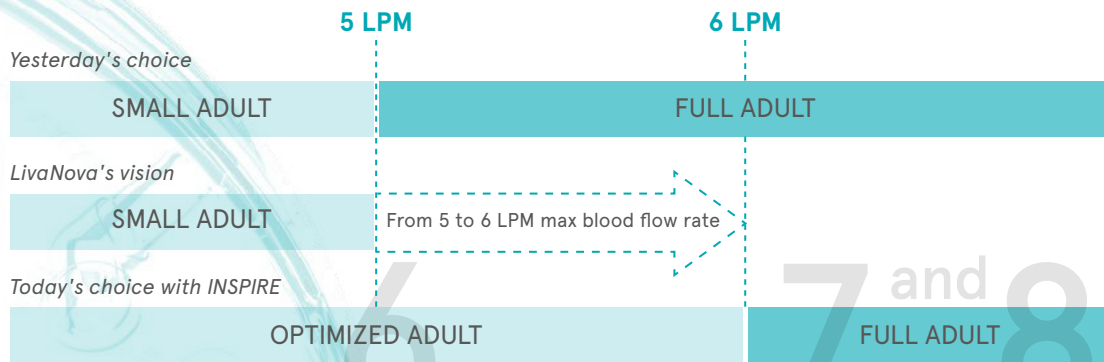 5 LPM 6 LPM
Yesterday's choice
SMALL ADULT FULL ADULT
LivaNova's vision
SMALL ADULT From 5 to 6 LPM max blood flow rate
Today's choice with INSPIRE
6 7 and 8
OPTIMIZED ADULT FULL ADULT